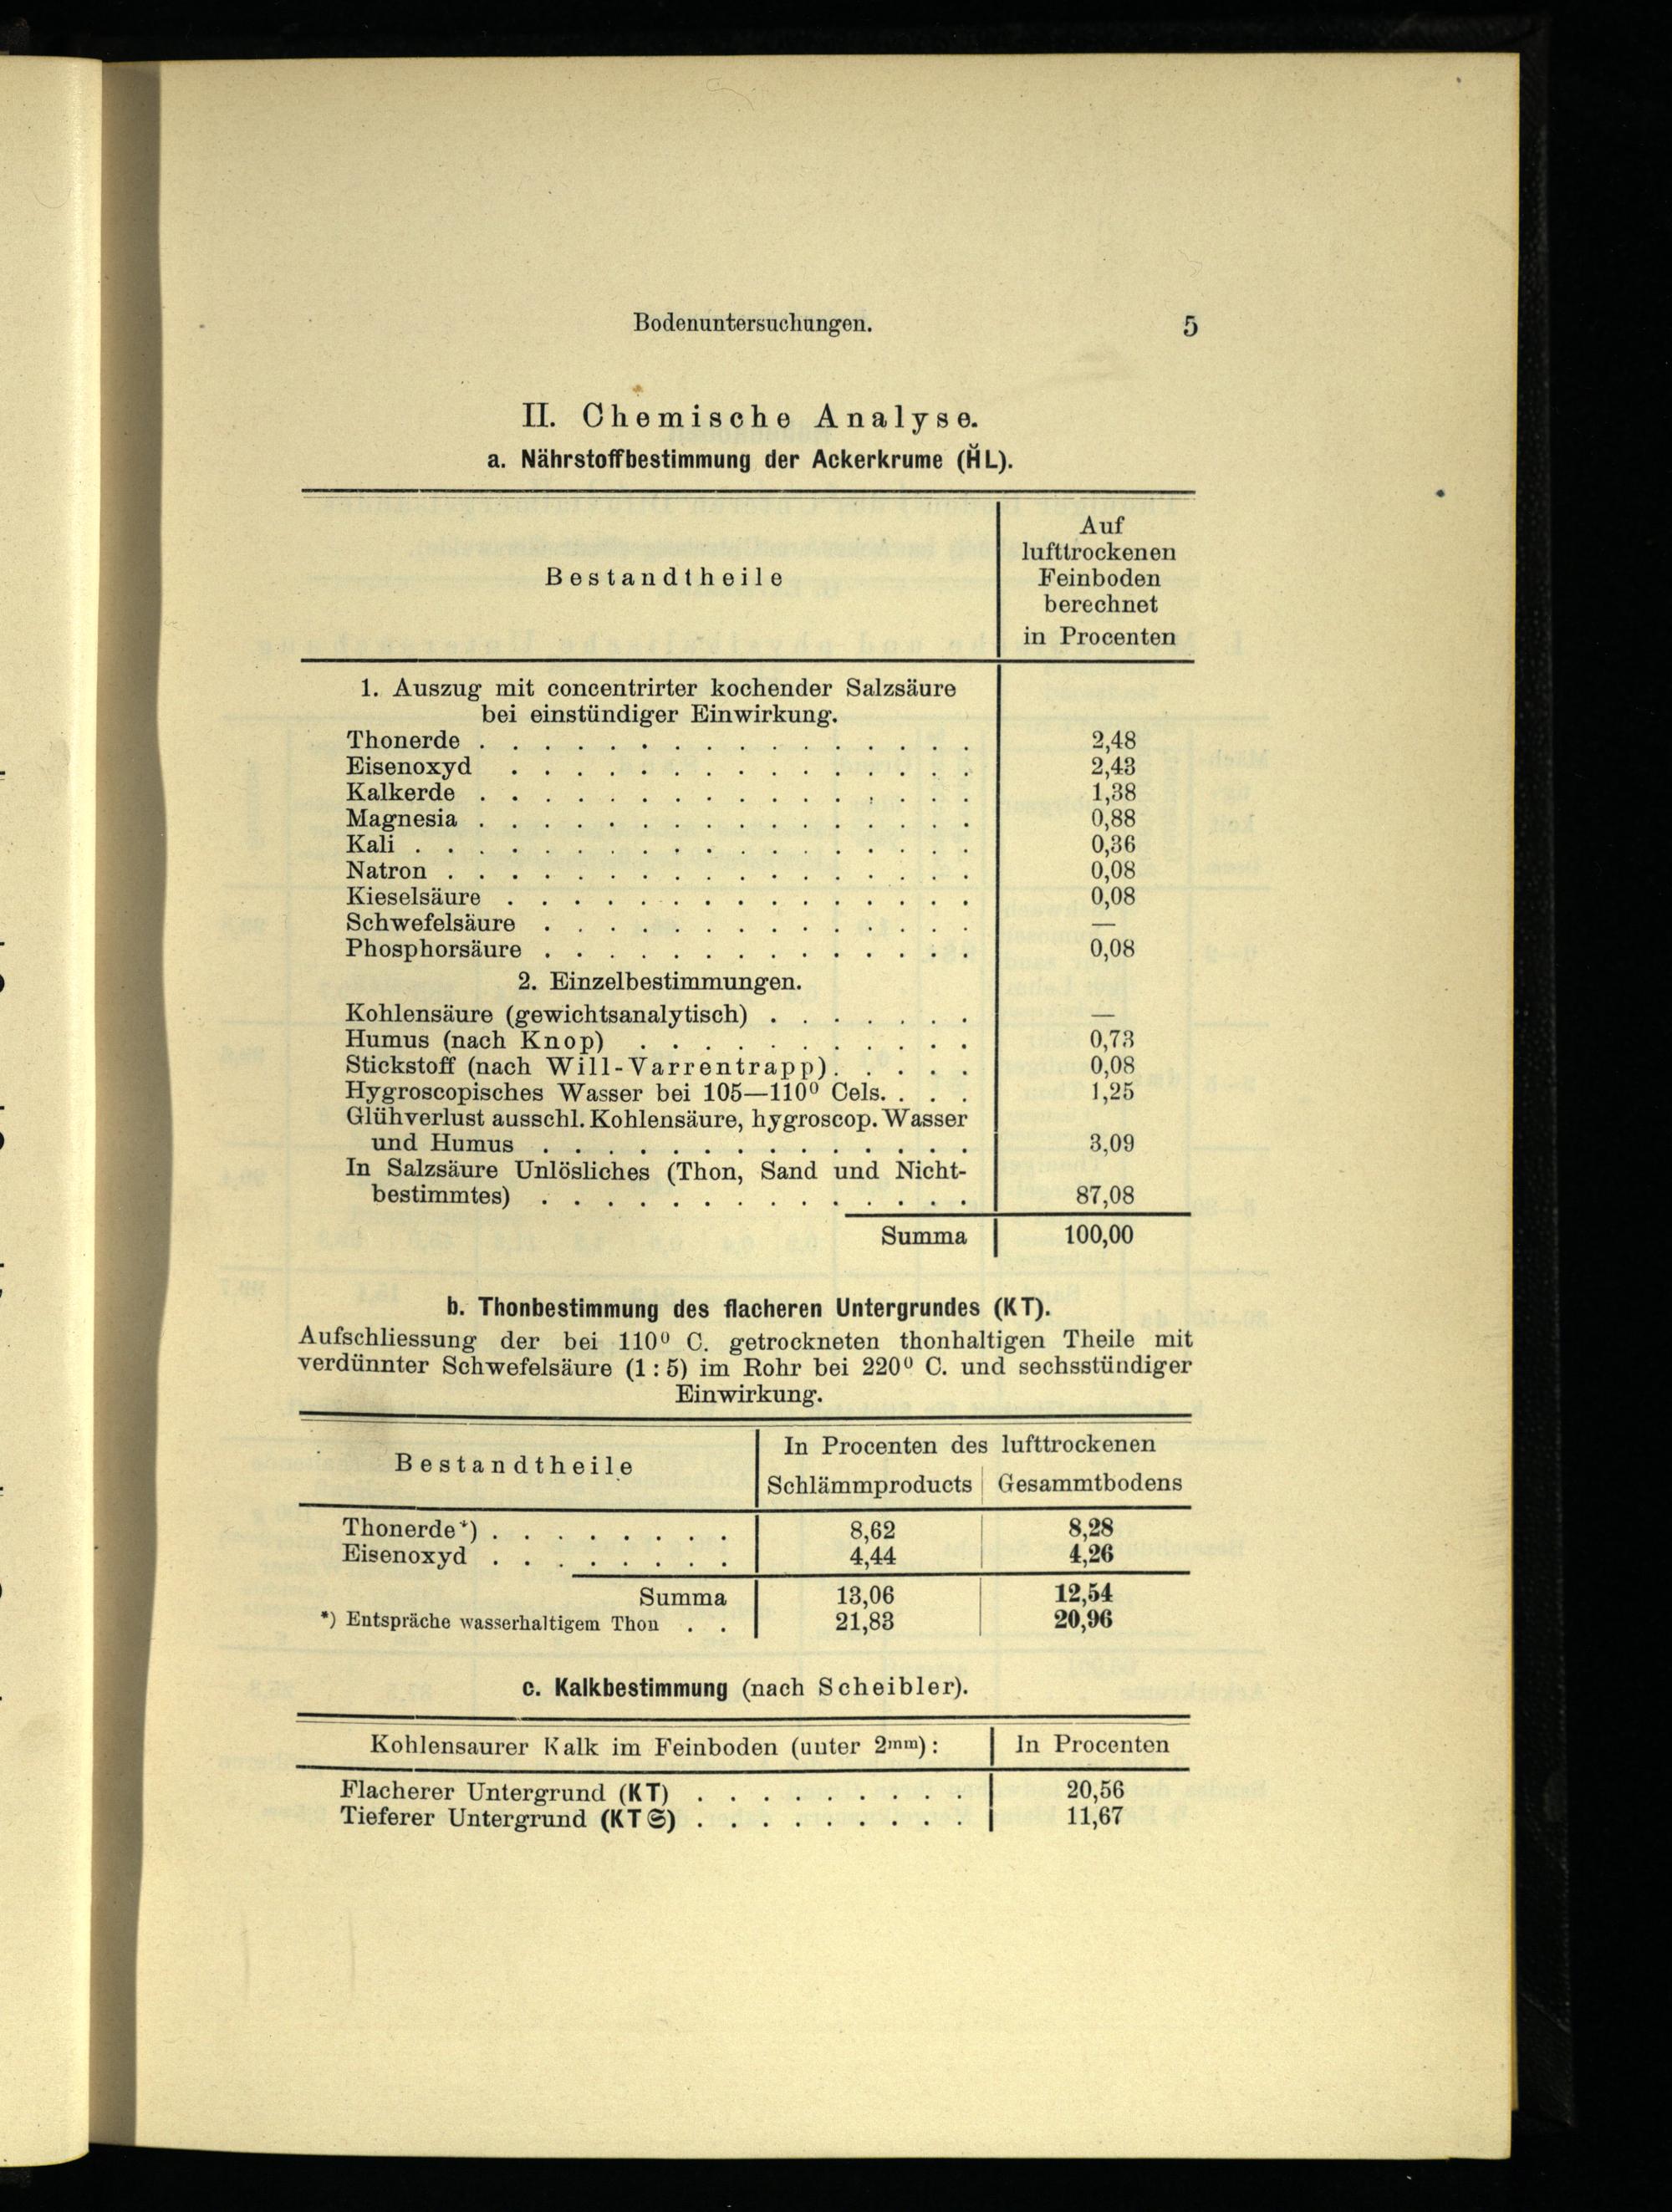 Bodenuntersuchungen. 5
II. Chemische Analyse.
a. Nährstoffbestimmung der Ackerkrume (H̆L).
Bestandtheile
Auf
lufttrockenen
Feinboden
berechnet
in Procenten
1. Auszug mit concentrirter kochender Salzsäure
bei einstündiger Einwirkung.
Thonerde . . . . . . . . . . . . . . . . 2,48
Eisenoxyd . . . . . . . . . . . . . . . 2,43
Kalkerde . . . . . . . . . . . . . . . . 1,38
Magnesia . . . . . . . . . . . . . . . . 0,88
Kali . . . . . . . . . . . . . . . . . . 0,36
Natron . . . . . . . . . . . . . . . . . 0,08
Kieselsäure . . . . . . . . . . . . . . . 0,08
Schwefelsäure . . . . . . . . . . . . . . —
Phosphorsäure . . . . . . . . . . . . . . 0,08
2. Einzelbestimmungen.
Kohlensäure (gewichtsanalytisch) . . . . . . . —
Humus (nach Knop) . . . . . . . . . . . 0,73
Stickstoff (nach Will-Varrentrapp) . . . . . 0,08
Hygroscopisches Wasser bei 105—110⁰ Cels. . . . 1,25
Glühverlust ausschl. Kohlensäure, hygroscop. Wasser
und Humus . . . . . . . . . . . . . . 3,09
In Salzsäure Unlösliches (Thon, Sand und Nicht-
bestimmtes) . . . . . . . . . . . . . . 87,08
Summa 100,00
b. Thonbestimmung des flacheren Untergrundes (KT).
Aufschliessung der bei 110⁰ C. getrockneten thonhaltigen Theile mit
verdünnter Schwefelsäure (1 : 5) im Rohr bei 220⁰ C. und sechsstündiger
Einwirkung.
Bestandtheile
In Procenten des lufttrockenen
Schlämmproducts Gesammtbodens
Thonerde*) . . . . . . . . 8,62 8,28
Eisenoxyd . . . . . . . . 4,44 4,26
Summa 13,06 12,54
*) Entspräche wasserhaltigem Thon . . 21,83 20,96
c. Kalkbestimmung (nach Scheibler).
Kohlensaurer Kalk im Feinboden (unter 2mm): In Procenten
Flacherer Untergrund (KT) . . . . . . . . . 20,56
Tieferer Untergrund (KT𝔖) . . . . . . . . . 11,67